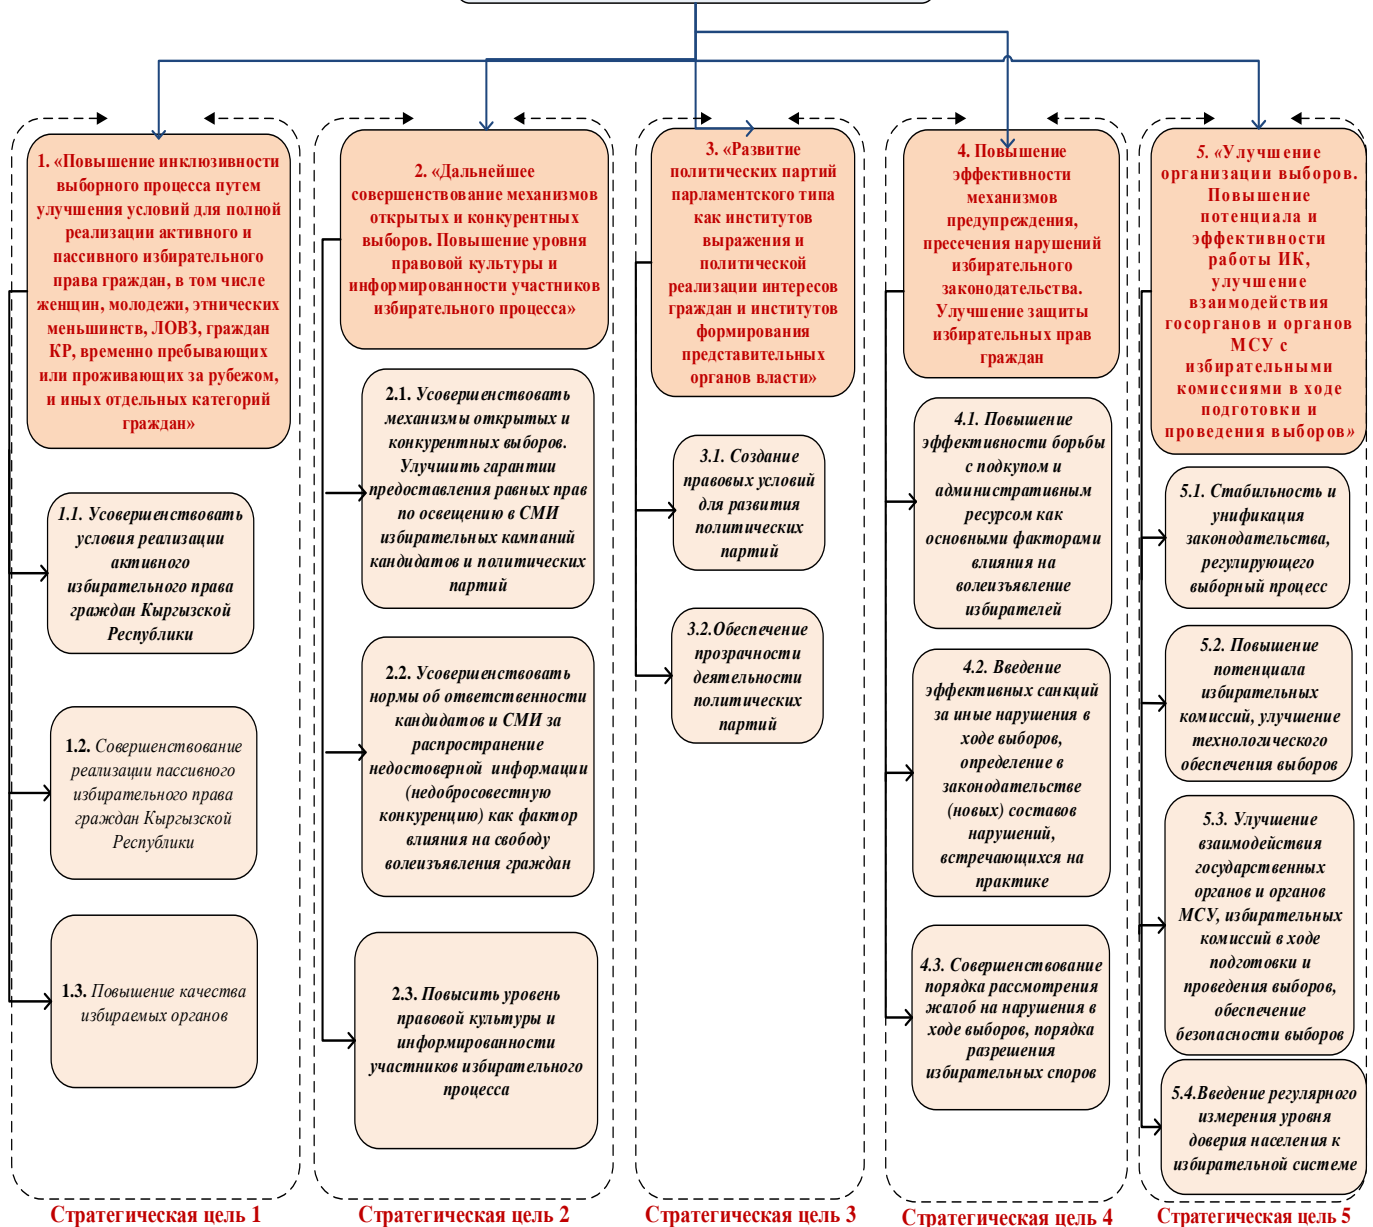 1. «Повышение инклюзивности
выборного процесса путем
улучшения условий для полной
реализации активного и
пассивного избирательного
права граждан, в том числе
женщин, молодежи, этнических
меньшинств, ЛОВЗ, граждан
КР, временно пребывающих
или проживающих за рубежом,
и иных отдельных категорий
граждан»
1.1. Усовершенствовать
условия реализации
активного
избирательного права
граждан Кыргызской
Республики
1.2. Совершенствование
реализации пассивного
избирательного права
граждан Кыргызской
Республики
1.3. Повышение качества
избираемых органов
Стратегическая цель 1
2. «Дальнейшее
совершенствование механизмов
открытых и конкурентных
выборов. Повышение уровня
правовой культуры и
информированности участников
избирательного процесса»
2.1. Усовершенствовать
механизмы открытых и
конкурентных выборов.
Улучшить гарантии
предоставления равных прав
по освещению в СМИ
избирательных кампаний
кандидатов и политических
партий
2.2. Усовершенствовать
нормы об ответственности
кандидатов и СМИ за
распространение
недостоверной информации
(недобросовестную
конкуренцию) как фактор
влияния на свободу
волеизъявления граждан
2.3. Повысить уровень
правовой культуры и
информированности
участников избирательного
процесса
Стратегическая цель 2
3. «Развитие
политических партий
парламентского типа
как институтов
выражения и
политической
реализации интересов
граждан и институтов
формирования
представительных
органов власти»
3.1. Создание
правовых условий
для развития
политических
партий
3.2.Обеспечение
прозрачности
деятельности
политических
партий
Стратегическая цель 3
4. Повышение
эффективности
механизмов
предупреждения,
пресечения нарушений
избирательного
законодательства.
Улучшение защиты
избирательных прав
граждан
4.1. Повышение
эффективности борьбы
с подкупом и
административным
ресурсом как
основными факторами
влияния на
волеизъявление
избирателей
4.2. Введение
эффективных санкций
за иные нарушения в
ходе выборов,
определение в
законодательстве
(новых) составов
нарушений,
встречающихся на
практике
4.3. Совершенствование
порядка рассмотрения
жалоб на нарушения в
ходе выборов, порядка
разрешения
избирательных споров
Стратегическая цель 4
5. «Улучшение
организации выборов.
Повышение
потенциала и
эффективности
работы ИК,
улучшение
взаимодействия
госорганов и органов
МСУ с
избирательными
комиссиями в ходе
подготовки и
проведения выборов»
5.1. Стабильность и
унификация
законодательства,
регулирующего
выборный процесс
5.2. Повышение
потенциала
избирательных
комиссий, улучшение
технологического
обеспечения выборов
5.3. Улучшение
взаимодействия
государственных
органов и органов
МСУ, избирательных
комиссий в ходе
подготовки и
проведения выборов,
обеспечение
безопасности выборов
5.4.Введение регулярного
измерения уровня
доверия населения к
избирательной системе
Стратегическая цель 5